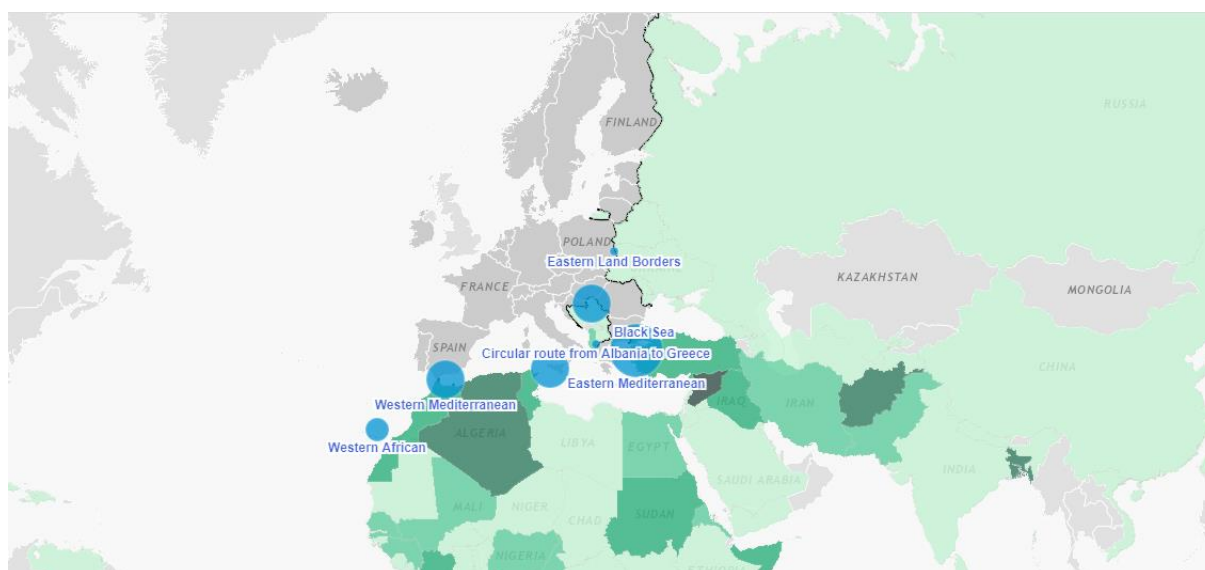 RUSSIA
FINLAND
POLAND
Eastern Land Borders
KAZAKHSTAN
FRANCE
MONGOLIA
Black Sea
SPAIN
Circular route from Albania to Greece
CHINA
Eastern Mediterranean
IRAQ
IRAN
Western Mediterranean
ALGERIA
LIBYA
EGYPT
Western African
INDIA
SAUDI ARABIA
MALI
NIGER
CHAD
SUDAN
NIGERIA
ETHIOPIA